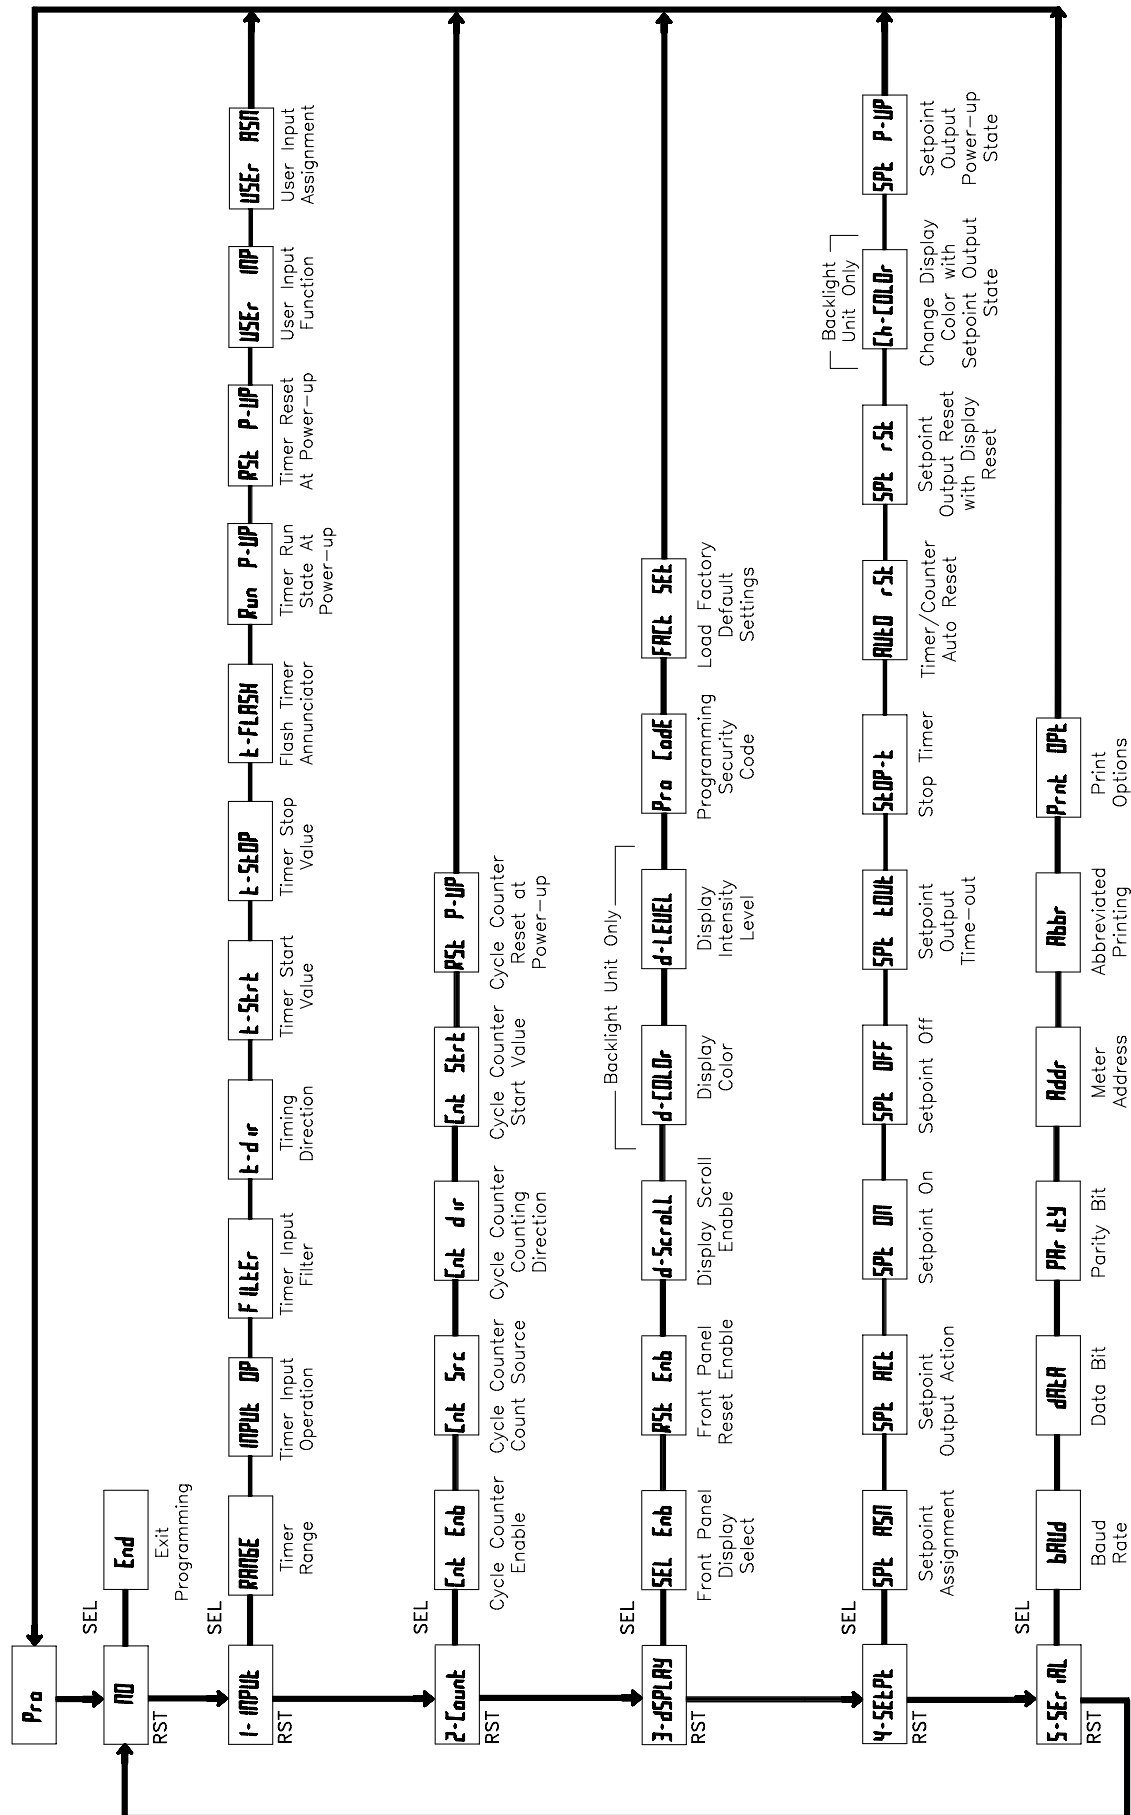 Pro
NO
SEL
RST
End
Exit
Programming
1-INPUt
SEL
RST
RANGE
Timer
Range
INPUt OP
Timer Input
Operation
FILtEr
Timer Input
Filter
t-dir
Timing
Direction
t-Strt
Timer Start
Value
t-StOP
Timer Stop
Value
t-FLASH
Flash Timer
Annunciator
Run P-UP
Timer Run
State At
Power-up
RSt P-UP
Timer Reset
At Power-up
USEr INP
User Input
Function
USEr ASN
User Input
Assignment
2-Count
SEL
RST
Cnt Enb
Cycle Counter
Enable
Cnt Src
Cycle Counter
Count Source
Cnt dir
Cycle Counter
Counting
Direction
Cnt Strt
Cycle Counter
Start Value
RSt P-UP
Cycle Counter
Reset at
Power-up
3-dSPLAY
SEL
RST
SEL Enb
Front Panel
Display
Select
RSt Enb
Front Panel
Reset Enable
d-ScroLL
Display Scroll
Enable
Backlight Unit Only
d-COLOr
Display
Color
d-LEVEL
Display
Intensity
Level
Pro CodE
Programming
Security
Code
FACt SEt
Load Factory
Default
Settings
4-SEtPt
SEL
RST
SPt ASN
Setpoint
Assignment
SPt ACt
Setpoint
Output Action
SPt ON
Setpoint On
SPt OFF
Setpoint Off
SPt tOUt
Setpoint
Output
Time-out
StOP-t
Stop Timer
AUtO rSt
Timer/Counter
Auto Reset
SPt rSt
Setpoint
Output Reset
with Display
Reset
Backlight
Unit Only
Ch-COLOr
Change Display
Color with
Setpoint Output
State
SPt P-UP
Setpoint
Output
Power-up
State
5-SErIAL
SEL
RST
bAUd
Baud
Rate
dAtA
Data Bit
PArItY
Parity Bit
Addr
Meter
Address
Abbr
Abbreviated
Printing
Prnt OPt
Print
Options